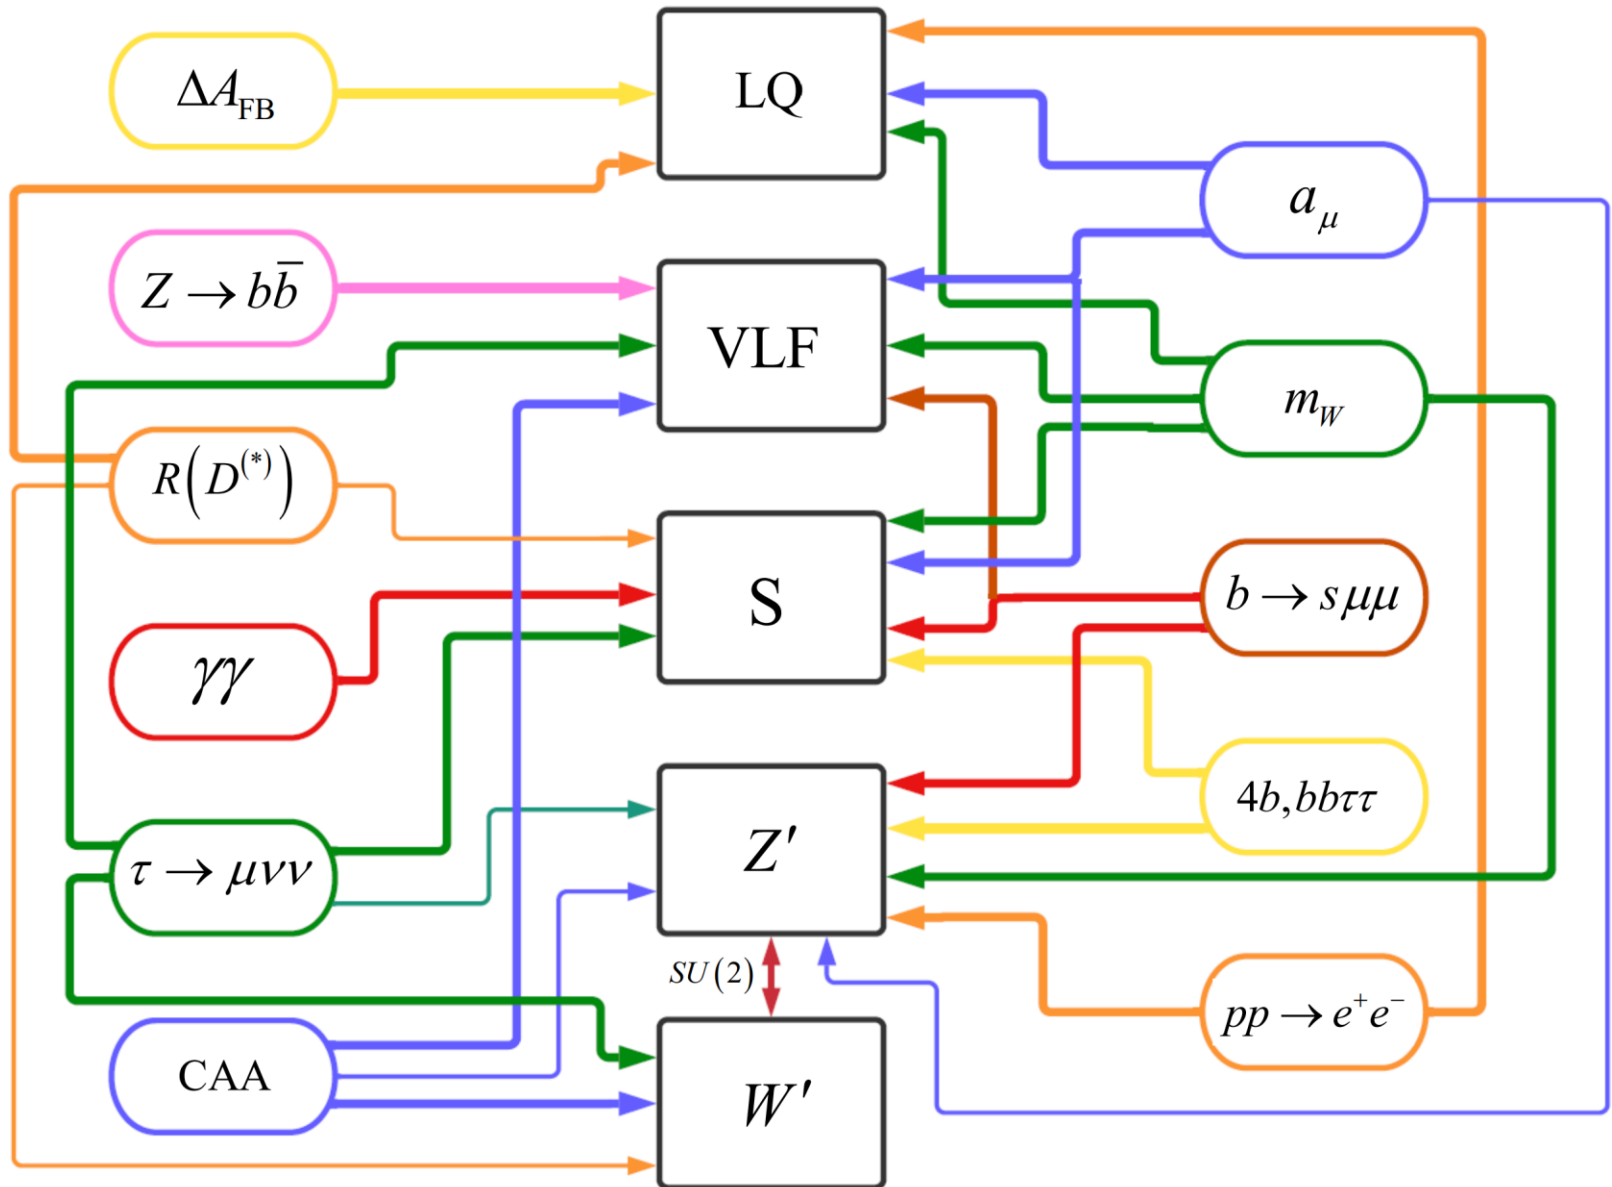 LQ
ΔA_FB
a_μ
Z → bb̄
VLF
m_W
R(D^(*))
S
b → sμμ
γγ
4b, bbττ
Z′
τ → μνν
SU(2)
pp → e⁺e⁻
CAA
W′